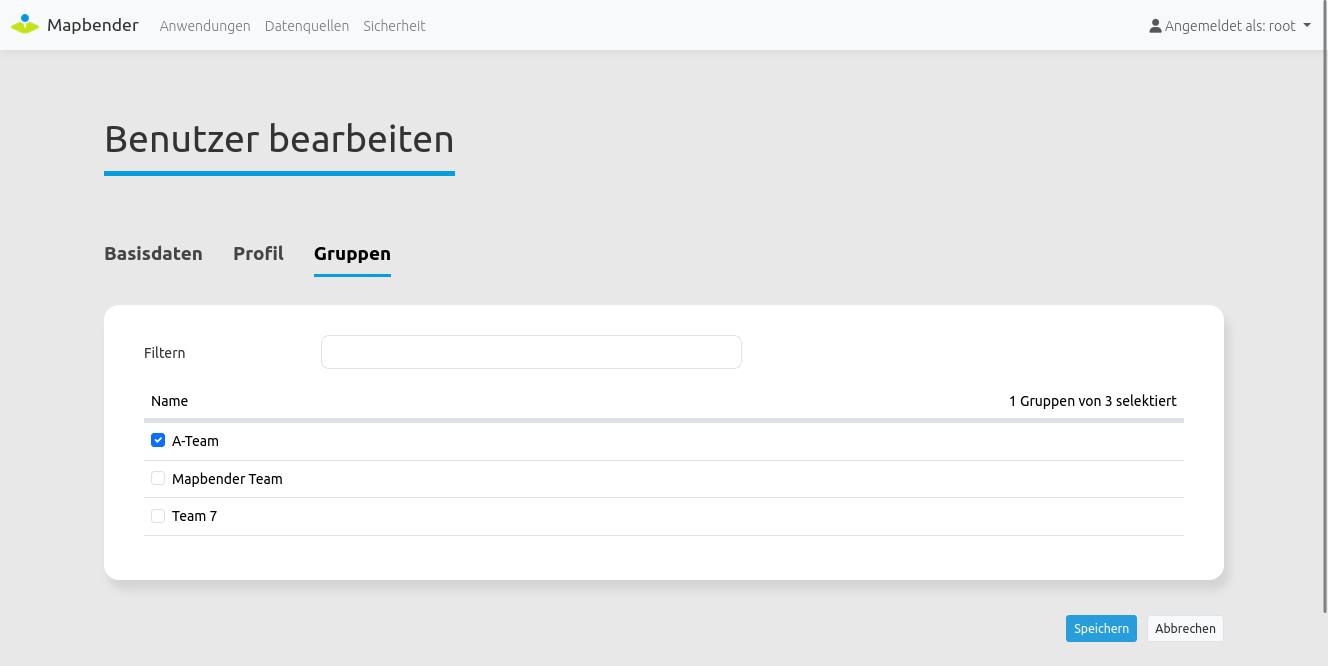 Mapbender Anwendungen Datenquellen Sicherheit Angemeldet als: root
Benutzer bearbeiten
Basisdaten Profil Gruppen
Filtern
Name 1 Gruppen von 3 selektiert
A-Team
Mapbender Team
Team 7
Speichern Abbrechen